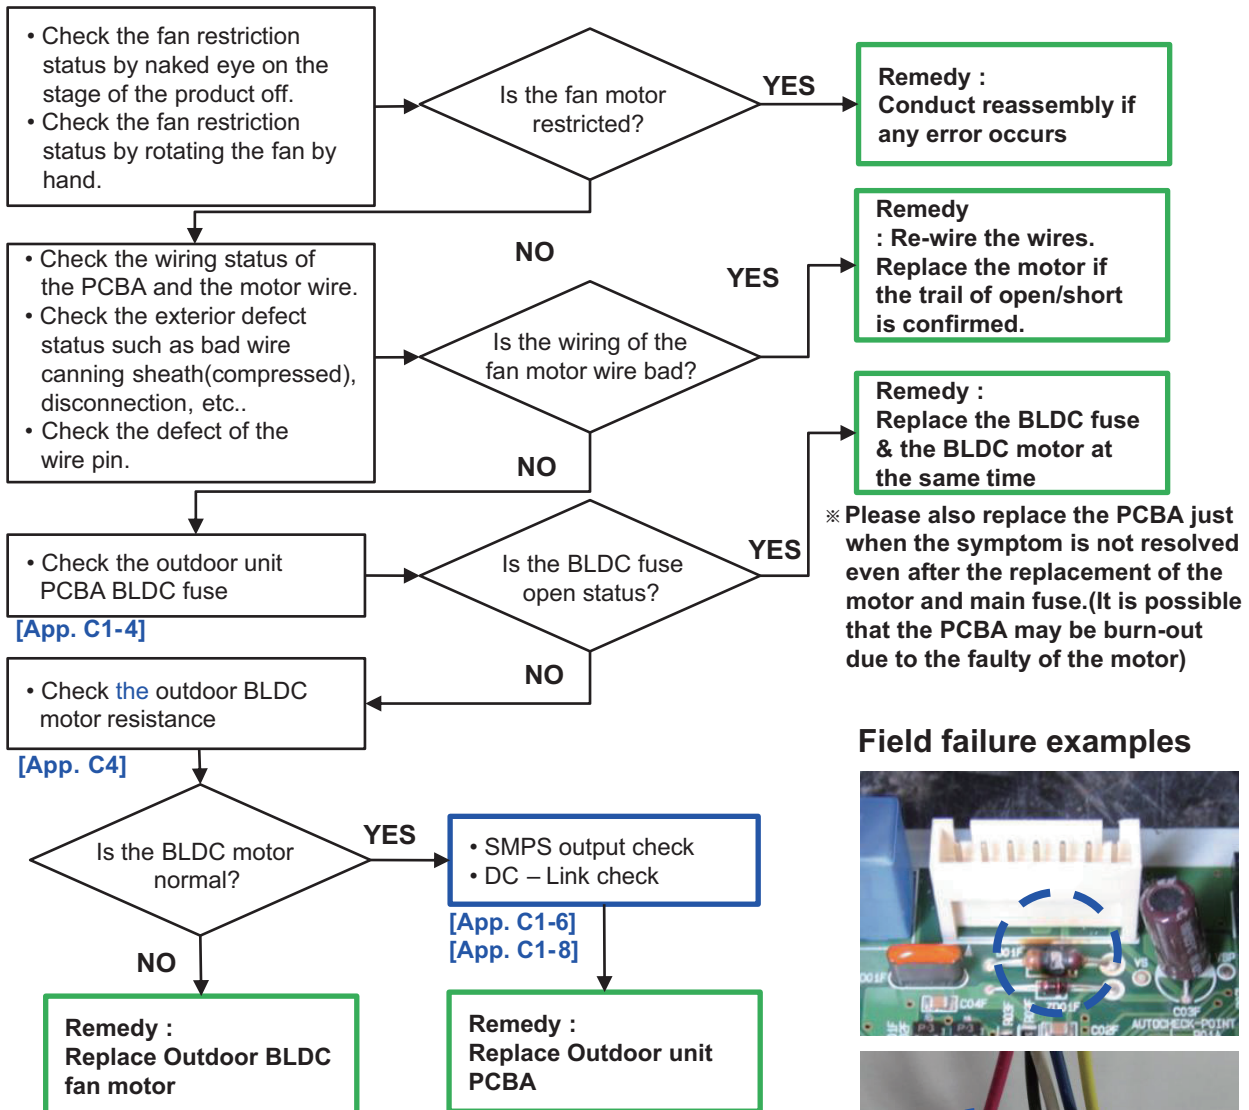 • Check the fan restriction
status by naked eye on the
stage of the product off.
• Check the fan restriction
status by rotating the fan by
hand.
Is the fan motor
restricted?
YES
Remedy :
Conduct reassembly if
any error occurs
NO
• Check the wiring status of
the PCBA and the motor wire.
• Check the exterior defect
status such as bad wire
canning sheath(compressed),
disconnection, etc..
• Check the defect of the
wire pin.
Is the wiring of the
fan motor wire bad?
YES
Remedy
: Re-wire the wires.
Replace the motor if
the trail of open/short
is confirmed.
NO
• Check the outdoor unit
PCBA BLDC fuse
[App. C1-4]
Is the BLDC fuse
open status?
YES
Remedy :
Replace the BLDC fuse
& the BLDC motor at
the same time
※ Please also replace the PCBA just
when the symptom is not resolved
even after the replacement of the
motor and main fuse.(It is possible
that the PCBA may be burn-out
due to the faulty of the motor)
NO
• Check the outdoor BLDC
motor resistance
[App. C4]
Is the BLDC motor
normal?
YES
• SMPS output check
• DC – Link check
[App. C1-6]
[App. C1-8]
NO
Remedy :
Replace Outdoor BLDC
fan motor
Remedy :
Replace Outdoor unit
PCBA
Field failure examples
C04F
ZD01F
R03F
C02F
C03F
VS
AUTOCHECK-POINT